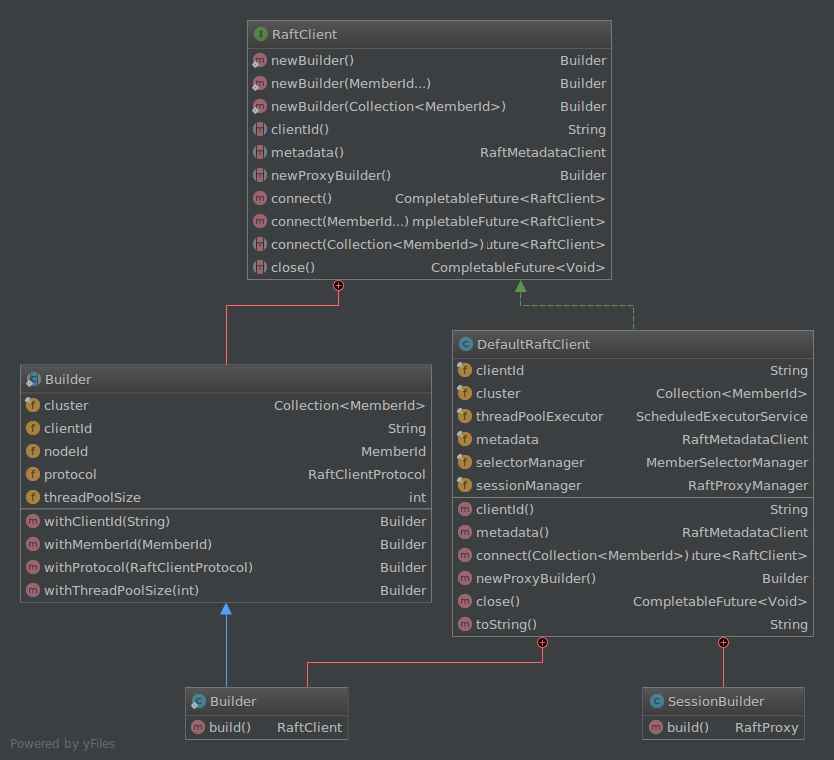 RaftClient
newBuilder() Builder
newBuilder(MemberId...) Builder
newBuilder(Collection<MemberId>) Builder
clientId() String
metadata() RaftMetadataClient
newProxyBuilder() Builder
connect() CompletableFuture<RaftClient>
connect(MemberId...) mpletableFuture<RaftClient>
connect(Collection<MemberId>) uture<RaftClient>
close() CompletableFuture<Void>
Builder
cluster Collection<MemberId>
clientId String
nodeId MemberId
protocol RaftClientProtocol
threadPoolSize int
withClientId(String) Builder
withMemberId(MemberId) Builder
withProtocol(RaftClientProtocol) Builder
withThreadPoolSize(int) Builder
DefaultRaftClient
clientId String
cluster Collection<MemberId>
threadPoolExecutor ScheduledExecutorService
metadata RaftMetadataClient
selectorManager MemberSelectorManager
sessionManager RaftProxyManager
clientId() String
metadata() RaftMetadataClient
connect(Collection<MemberId>) uture<RaftClient>
newProxyBuilder() Builder
close() CompletableFuture<Void>
toString() String
Builder
build() RaftClient
SessionBuilder
build() RaftProxy
Powered by yFiles